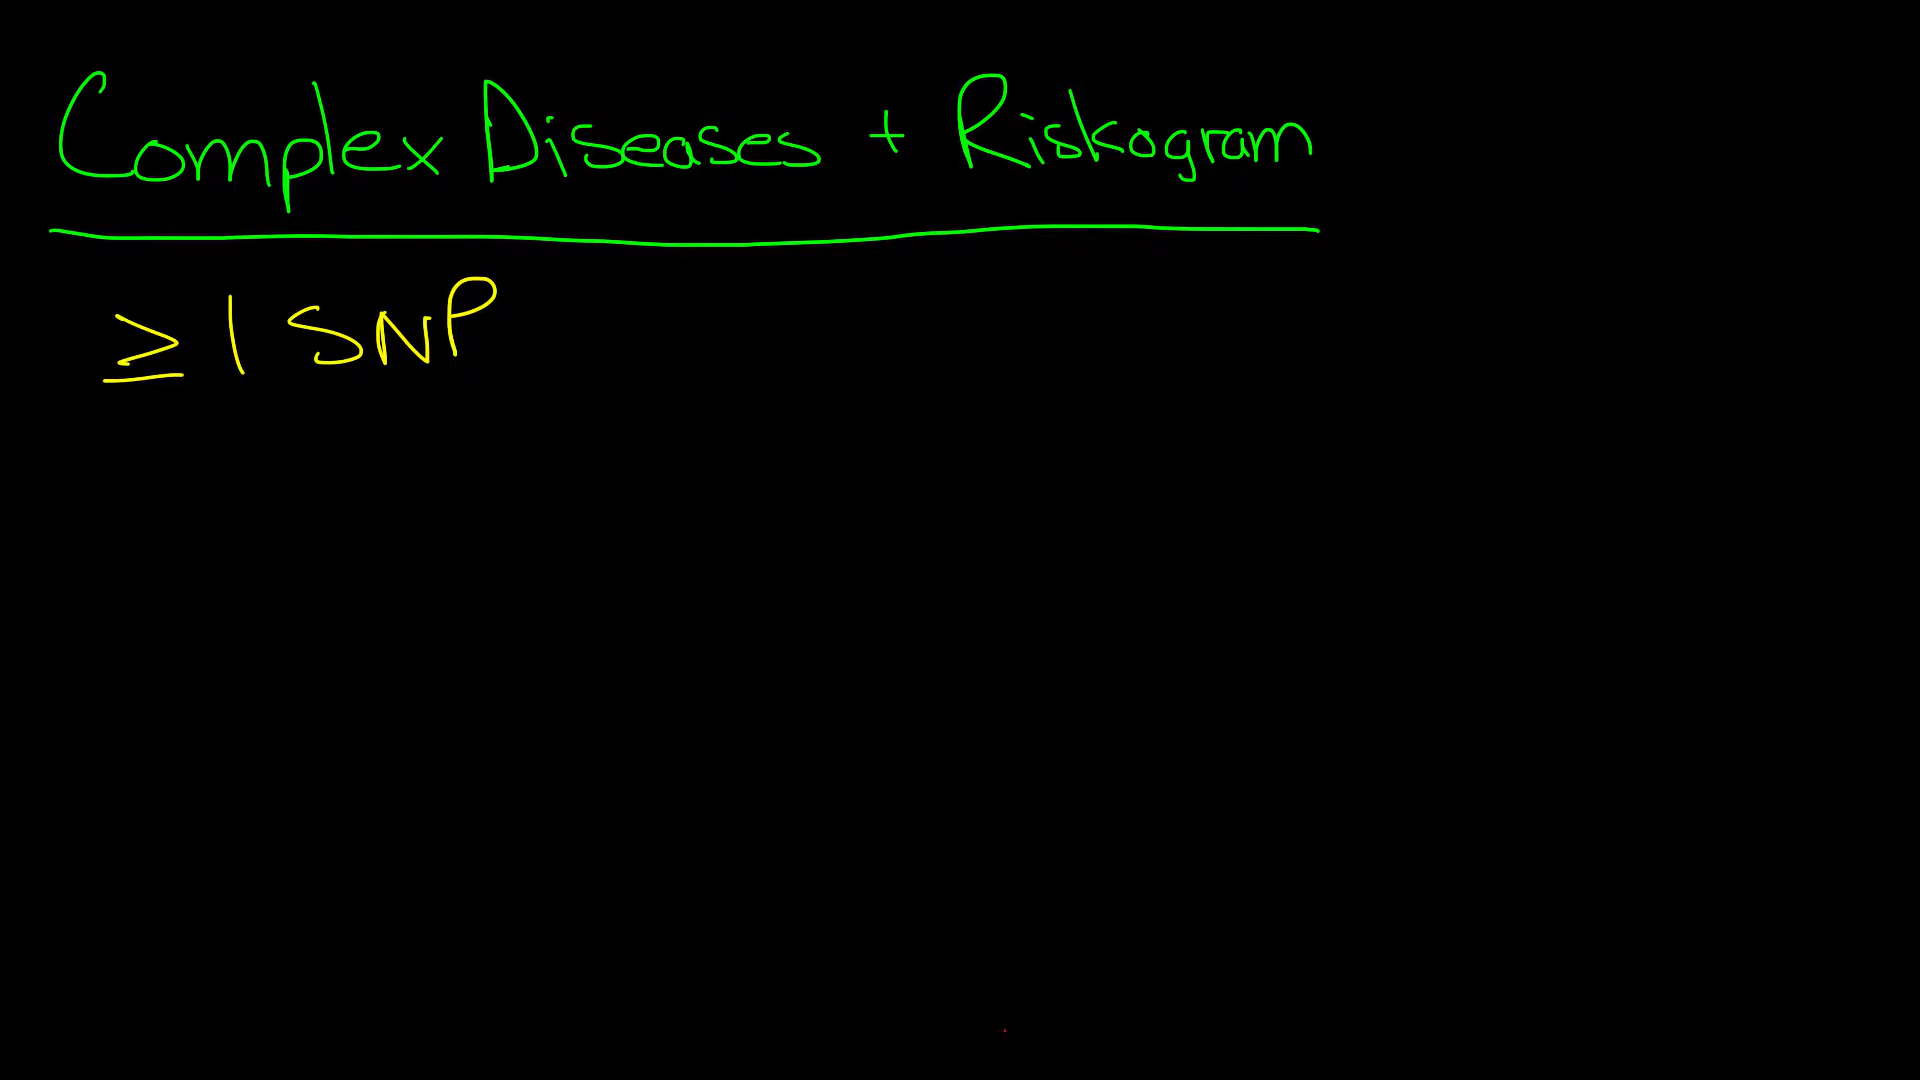 Complex Diseases + Riskogram
≥ 1 SNP